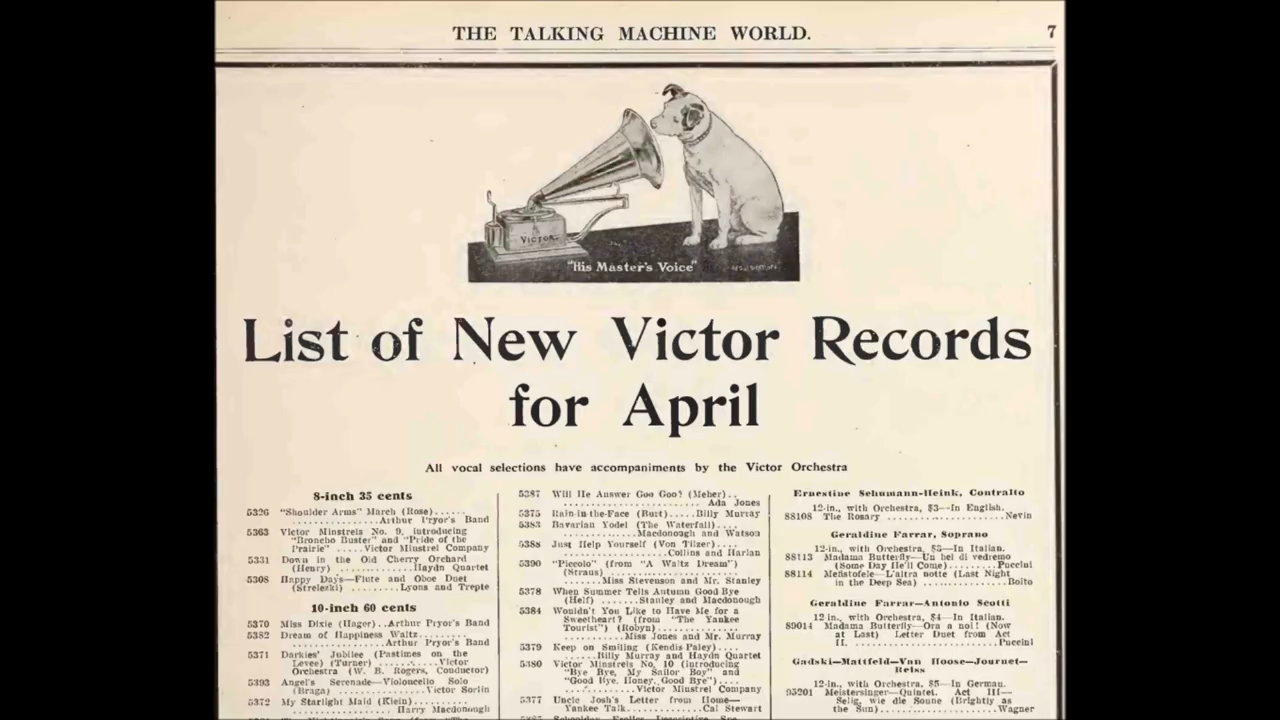 THE TALKING MACHINE WORLD.
7
VICTOR
"His Master's Voice"
List of New Victor Records
for April
All vocal selections have accompaniments by the Victor Orchestra
8-inch 35 cents
5326 "Shoulder Arms" March (Rose)......
................Arthur Pryor's Band
5363 Victor Minstrels No. 9, introducing
"Broncho Buster" and "Pride of the
Prairie" .....Victor Minstrel Company
5331 Down in the Old Cherry Orchard
(Henry) ..............Haydn Quartet
5308 Happy Days—Flute and Oboe Duet
(Streleski) ........Lyons and Trepte
10-inch 60 cents
5370 Miss Dixie (Hager)..Arthur Pryor's Band
5382 Dream of Happiness Waltz..........
................Arthur Pryor's Band
5371 Darkies' Jubilee (Pastimes on the
Levee) (Turner) ............Victor
Orchestra (W. B. Rogers, Conductor)
5393 Angel's Serenade—Violoncello Solo
(Braga) ..............Victor Sorlin
5372 My Starlight Maid (Klein)..........
..................Harry Macdonough
5387 Will He Answer Goo Goo? (Meher)..
........................Ada Jones
5375 Rain-in-the-Face (Burt).....Billy Murray
5383 Bavarian Yodel (The Waterfall)....
............Macdonough and Watson
5388 Just Help Yourself (Von Tilzer)....
..................Collins and Harlan
5390 "Piccolo" (from "A Waltz Dream")
(Straus) ......................
.......Miss Stevenson and Mr. Stanley
5378 When Summer Tells Autumn Good-Bye
(Helf) .......Stanley and Macdonough
5384 Wouldn't You Like to Have Me for a
Sweetheart? (from "The Yankee
Tourist") (Robyn)..............
............Miss Jones and Mr. Murray
5379 Keep on Smiling (Kendis-Paley)....
.......Billy Murray and Haydn Quartet
5380 Victor Minstrels No. 10 (introducing
"Bye Bye, My Sailor Boy" and
"Good Bye, Honey, Good Bye")....
..............Victor Minstrel Company
5377 Uncle Josh's Letter from Home—
Yankee Talk.............Cal Stewart
Ernestine Schumann-Heink, Contralto
12-in., with Orchestra, $3—In English.
88108 The Rosary .....................Nevin
Geraldine Farrar, Soprano
12-in., with Orchestra, $3—In Italian.
88113 Madama Butterfly—Un bel di vedremo
(Some Day He'll Come)........Puccini
88114 Mefistofele—L'altra notte (Last Night
in the Deep Sea) ..............Boito
Geraldine Farrar—Antonio Scotti
12-in., with Orchestra, $4—In Italian.
89014 Madama Butterfly—Ora a noi! (Now
at Last) Letter Duet from Act
II. ........................Puccini
Gadski—Mattfeld—Van Hoose—Journet—
Reiss
12-in., with Orchestra, $5—In German.
95201 Meistersinger—Quintet, Act III—
Selig, wie die Sonne (Brightly as
the Sun) ....................Wagner